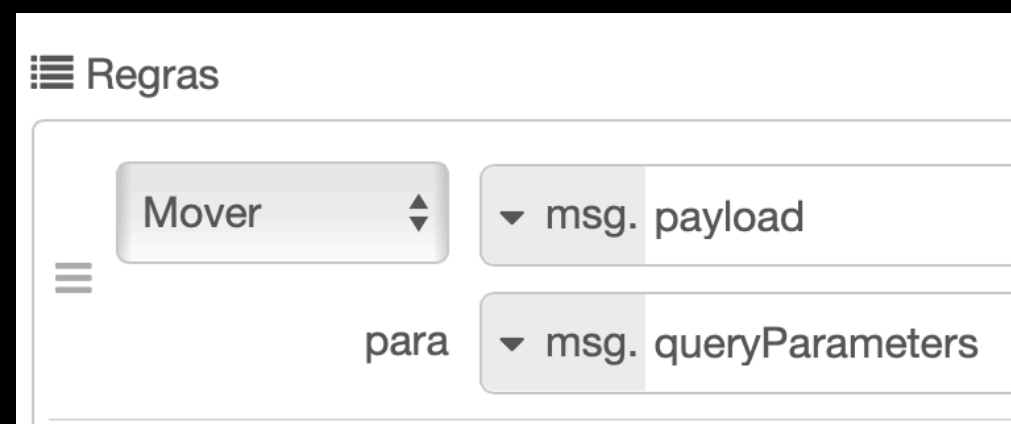 Regras
Mover
msg. payload
para
msg. queryParameters